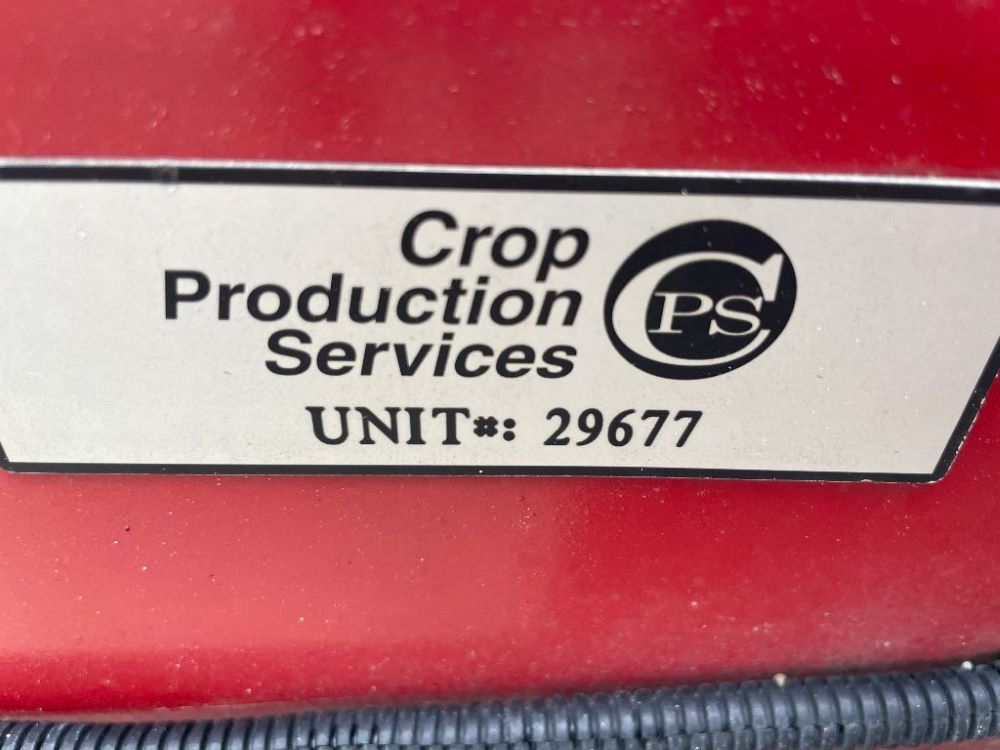 Crop
Production
Services
CPS
UNIT#: 29677